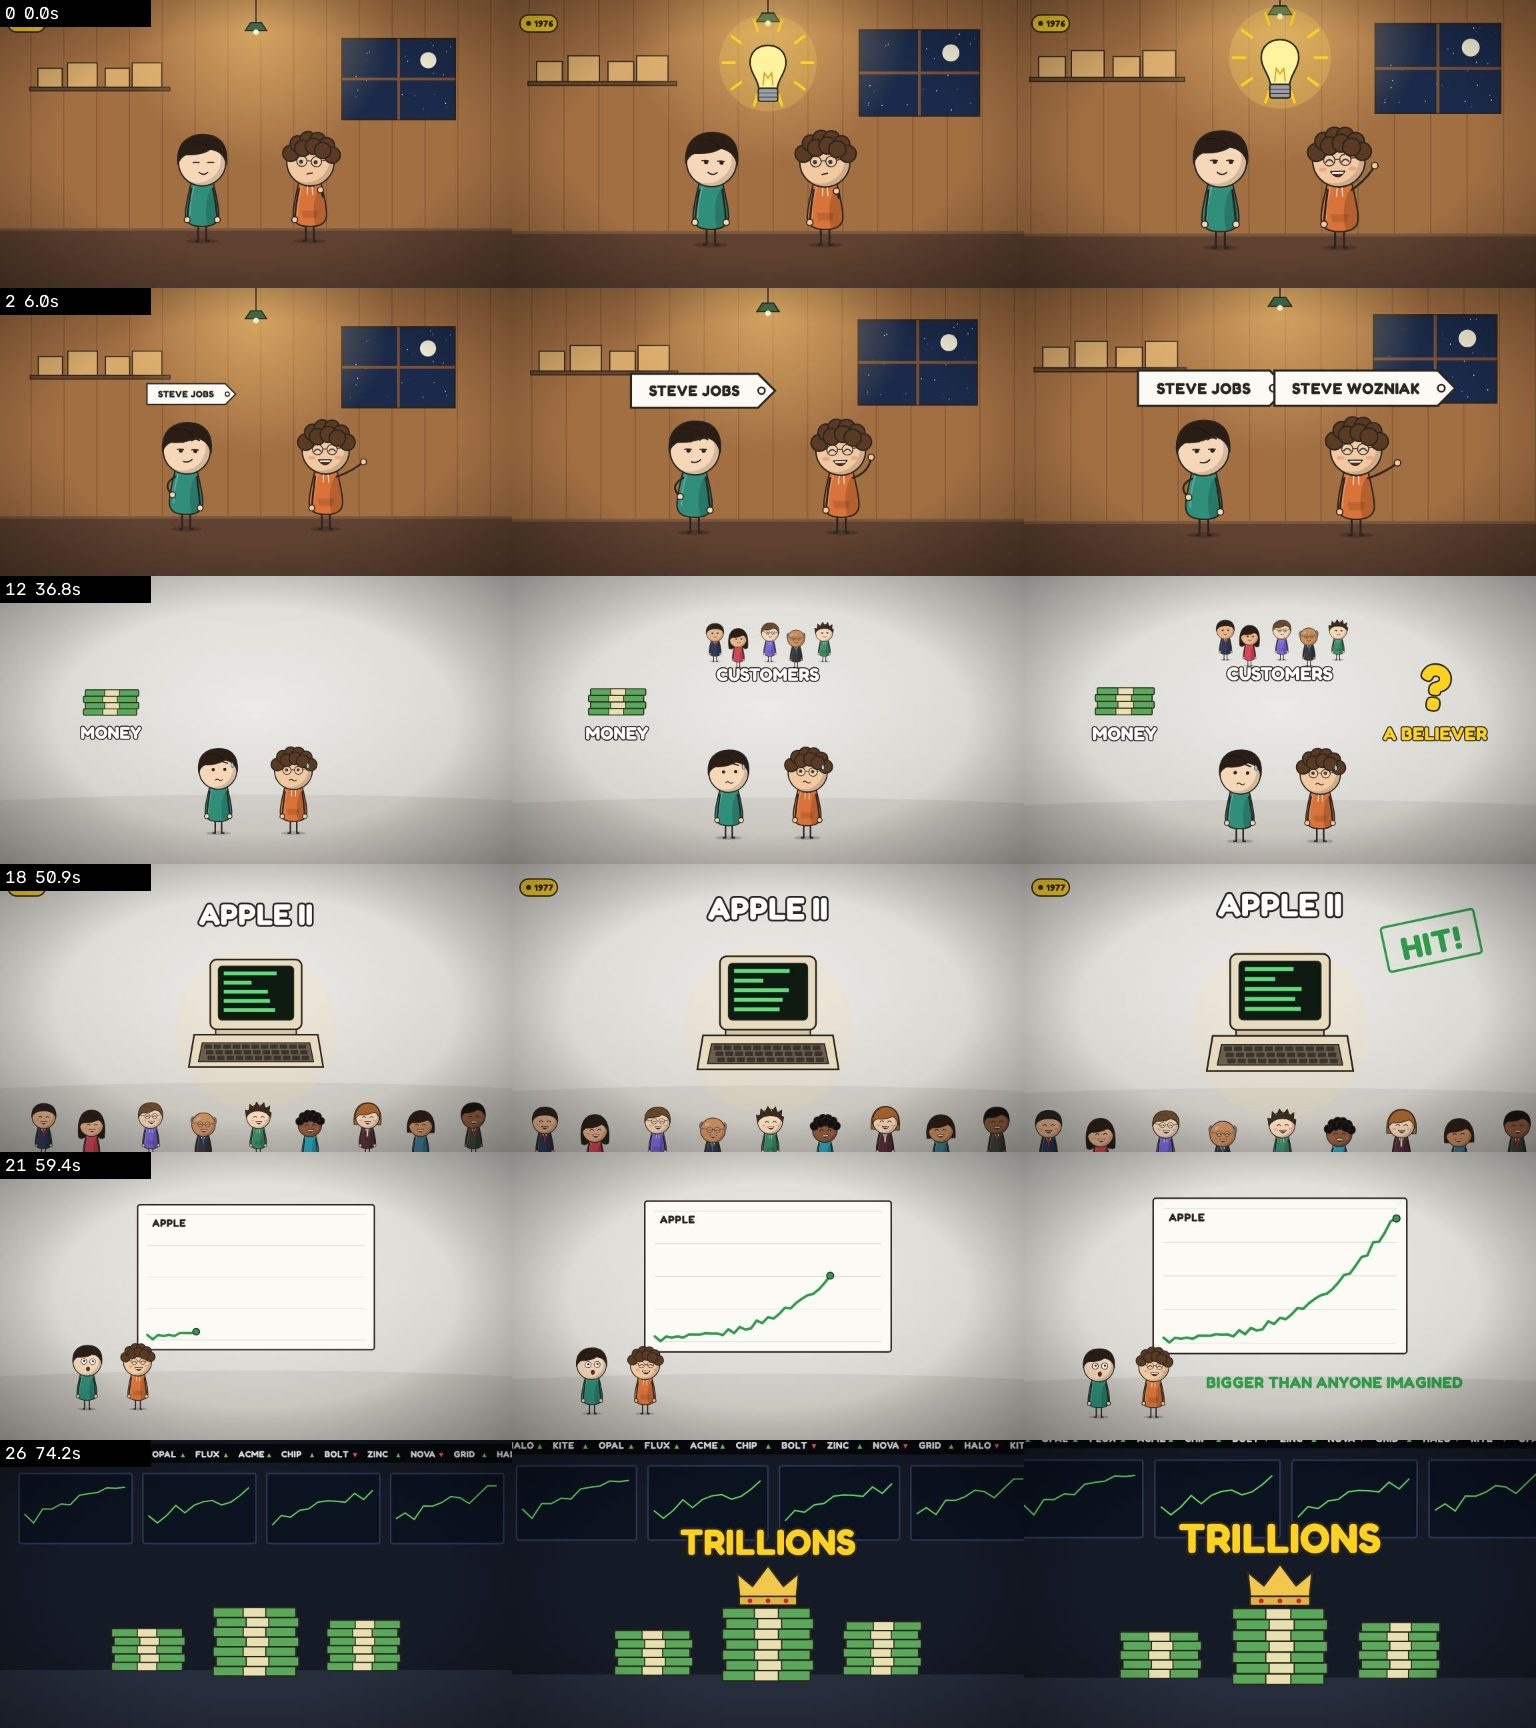 0 0.0s
1976
1976
2 6.0s
STEVE JOBS
STEVE JOBS
STEVE JOBS
STEVE WOZNIAK
12 36.8s
MONEY
CUSTOMERS
MONEY
CUSTOMERS
MONEY
A BELIEVER
18 50.9s
APPLE II
1977
APPLE II
1977
APPLE II
HIT!
21 59.4s
APPLE
APPLE
APPLE
BIGGER THAN ANYONE IMAGINED
26 74.2s
OPAL FLUX ACME CHIP BOLT ZINC NOVA GRID
KITE OPAL FLUX ACME CHIP BOLT ZINC NOVA GRID HALO
TRILLIONS
TRILLIONS